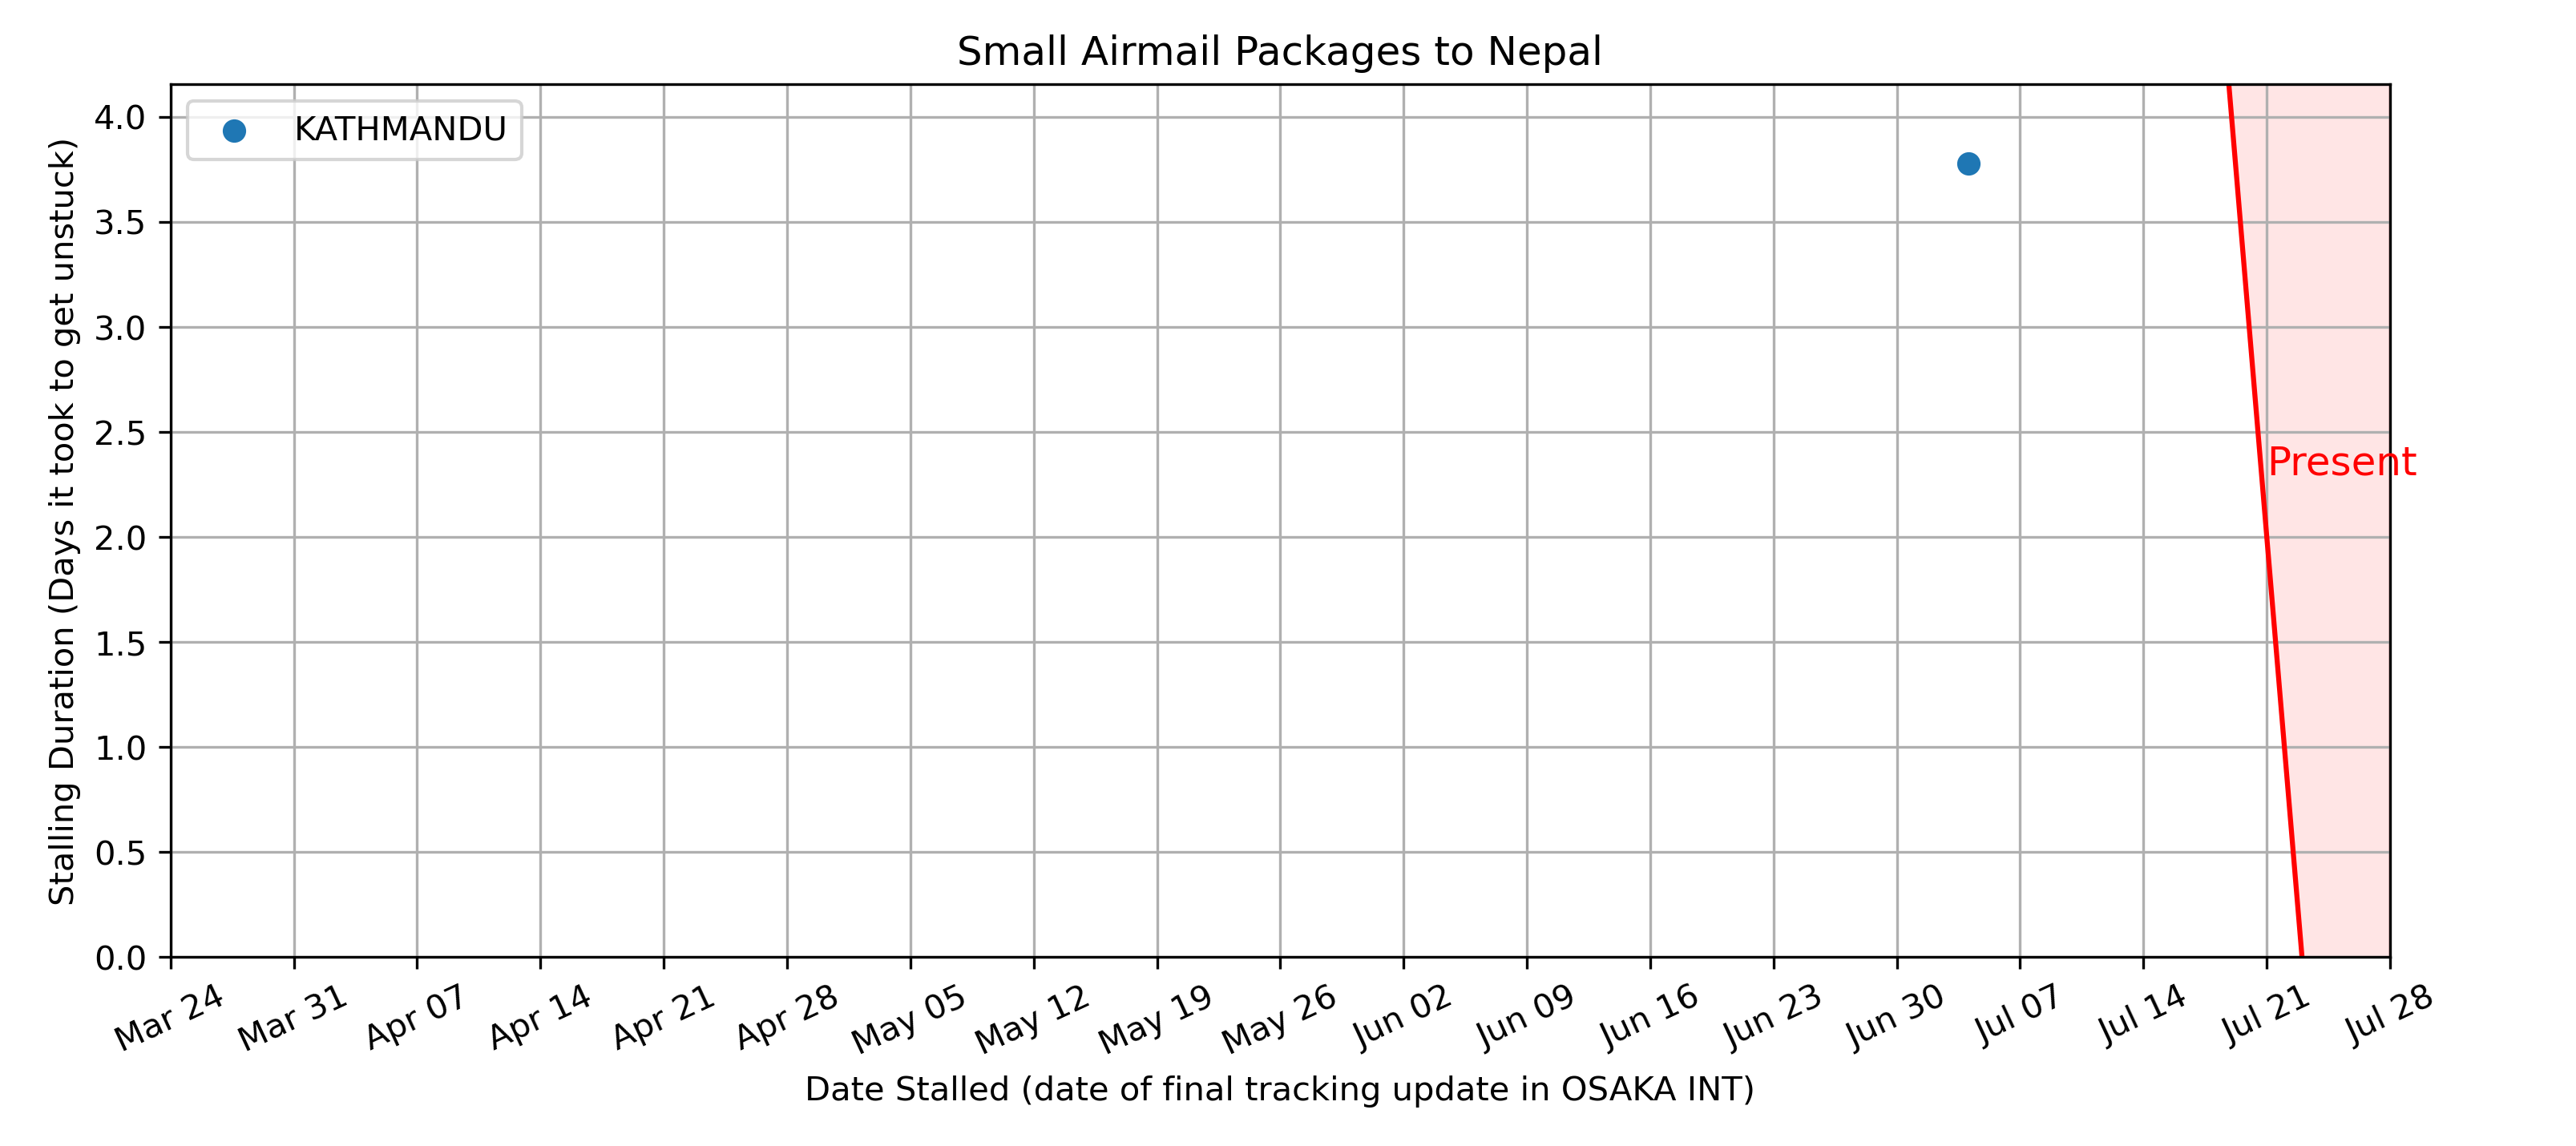 Small Airmail Packages to Nepal
KATHMANDU
Stalling Duration (Days it took to get unstuck)
4.0
3.5
3.0
2.5
2.0
1.5
1.0
0.5
0.0
Present
Mar 24 Mar 31 Apr 07 Apr 14 Apr 21 Apr 28 May 05 May 12 May 19 May 26 Jun 02 Jun 09 Jun 16 Jun 23 Jun 30 Jul 07 Jul 14 Jul 21 Jul 28
Date Stalled (date of final tracking update in OSAKA INT)